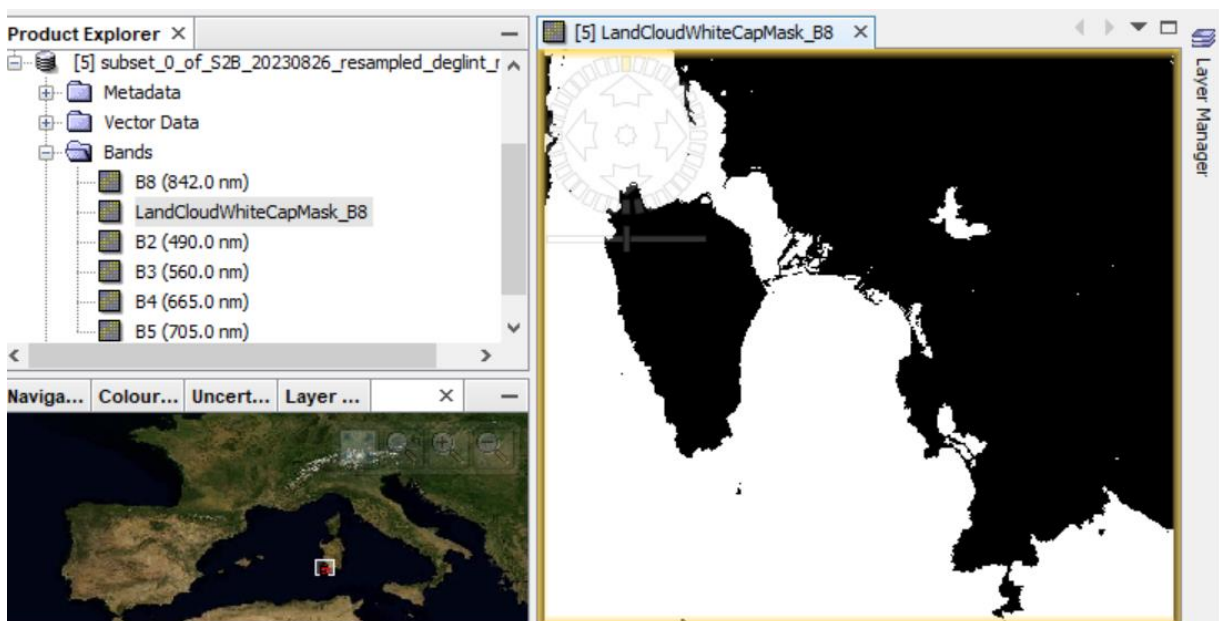 Product Explorer
[5] subset_0_of_S2B_20230826_resampled_deglint_r
Metadata
Vector Data
Bands
B8 (842.0 nm)
LandCloudWhiteCapMask_B8
B2 (490.0 nm)
B3 (560.0 nm)
B4 (665.0 nm)
B5 (705.0 nm)
Naviga... Colour... Uncert... Layer ...
[5] LandCloudWhiteCapMask_B8
Layer Manager